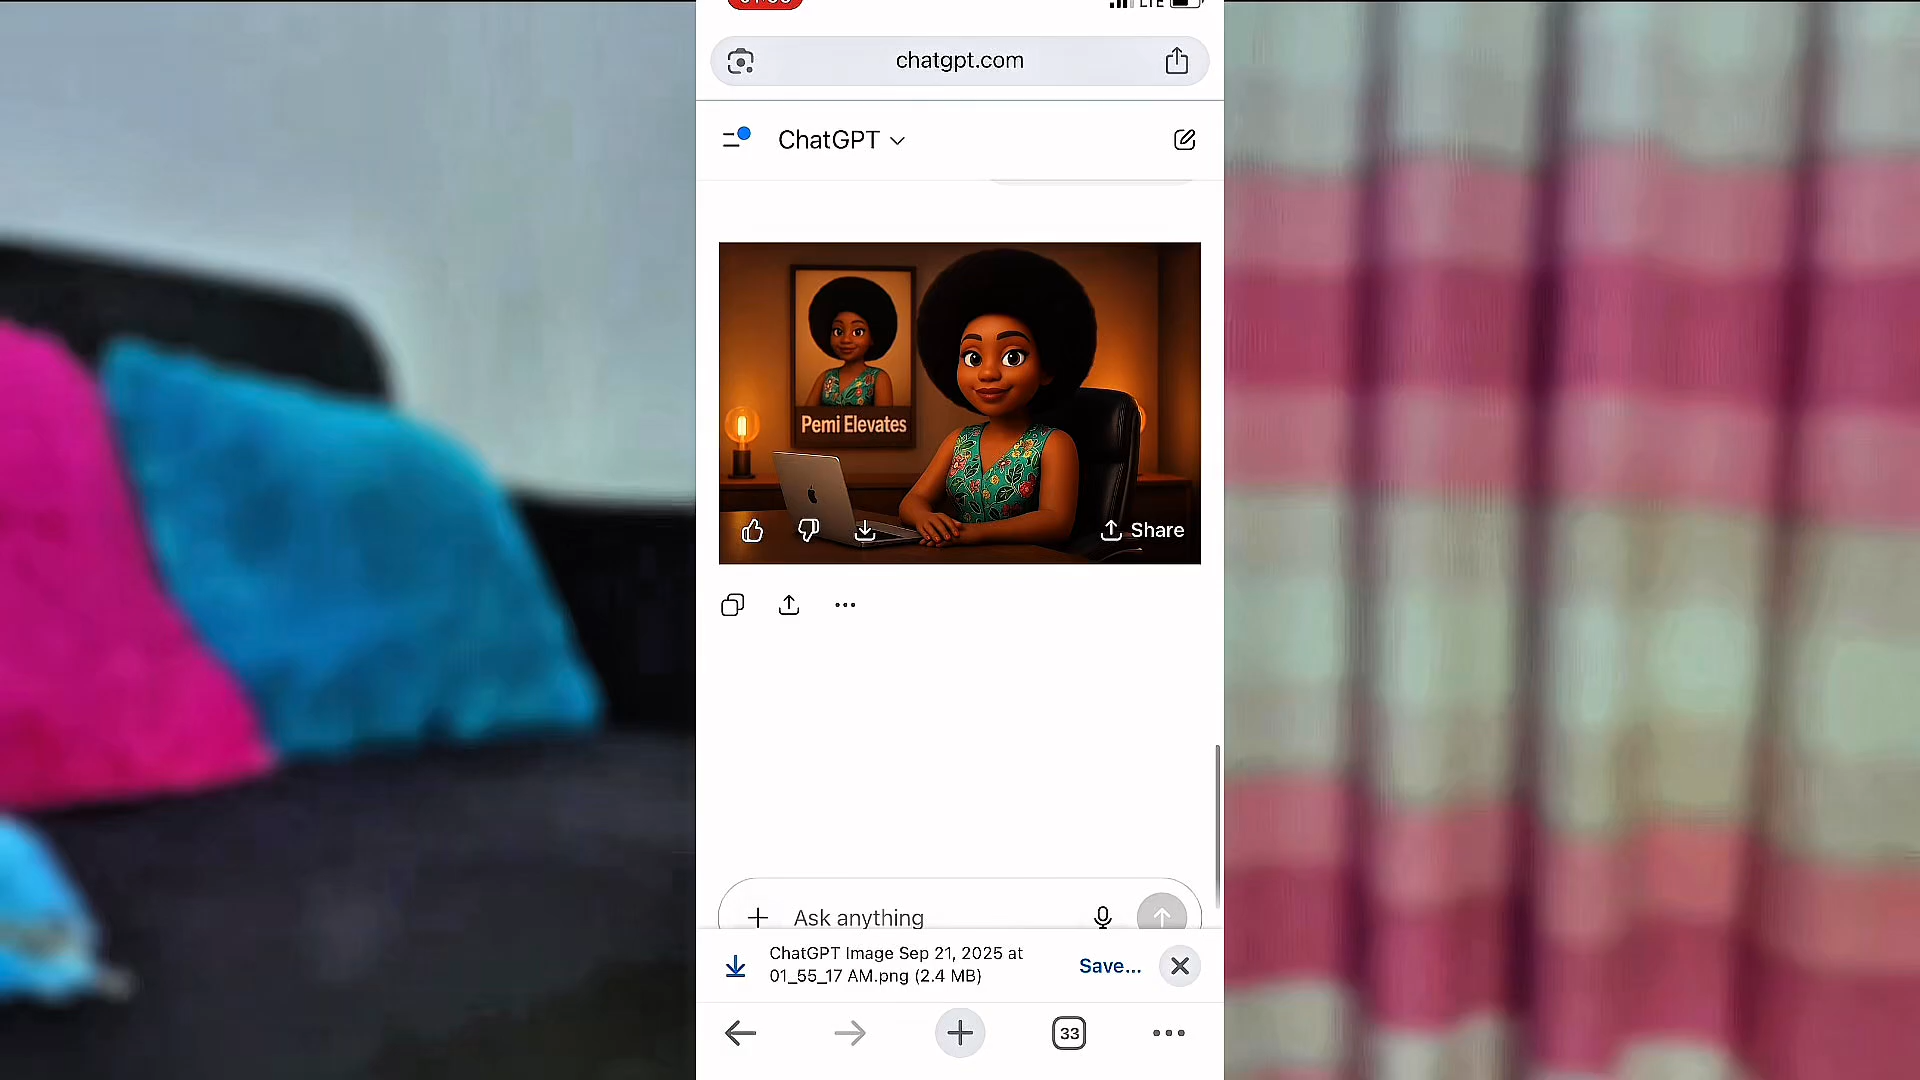 chatgpt.com
ChatGPT
Pemi Elevates
Share
Ask anything
ChatGPT Image Sep 21, 2025 at
01_55_17 AM.png (2.4 MB)
Save...
33